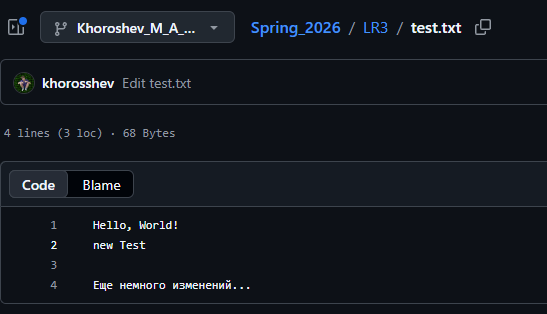 Khoroshev_M_A_... Spring_2026 / LR3 / test.txt
khorosshev Edit test.txt
4 lines (3 loc) · 68 Bytes
Code Blame
1 Hello, World!
2 new Test
3
4 Еще немного изменений...